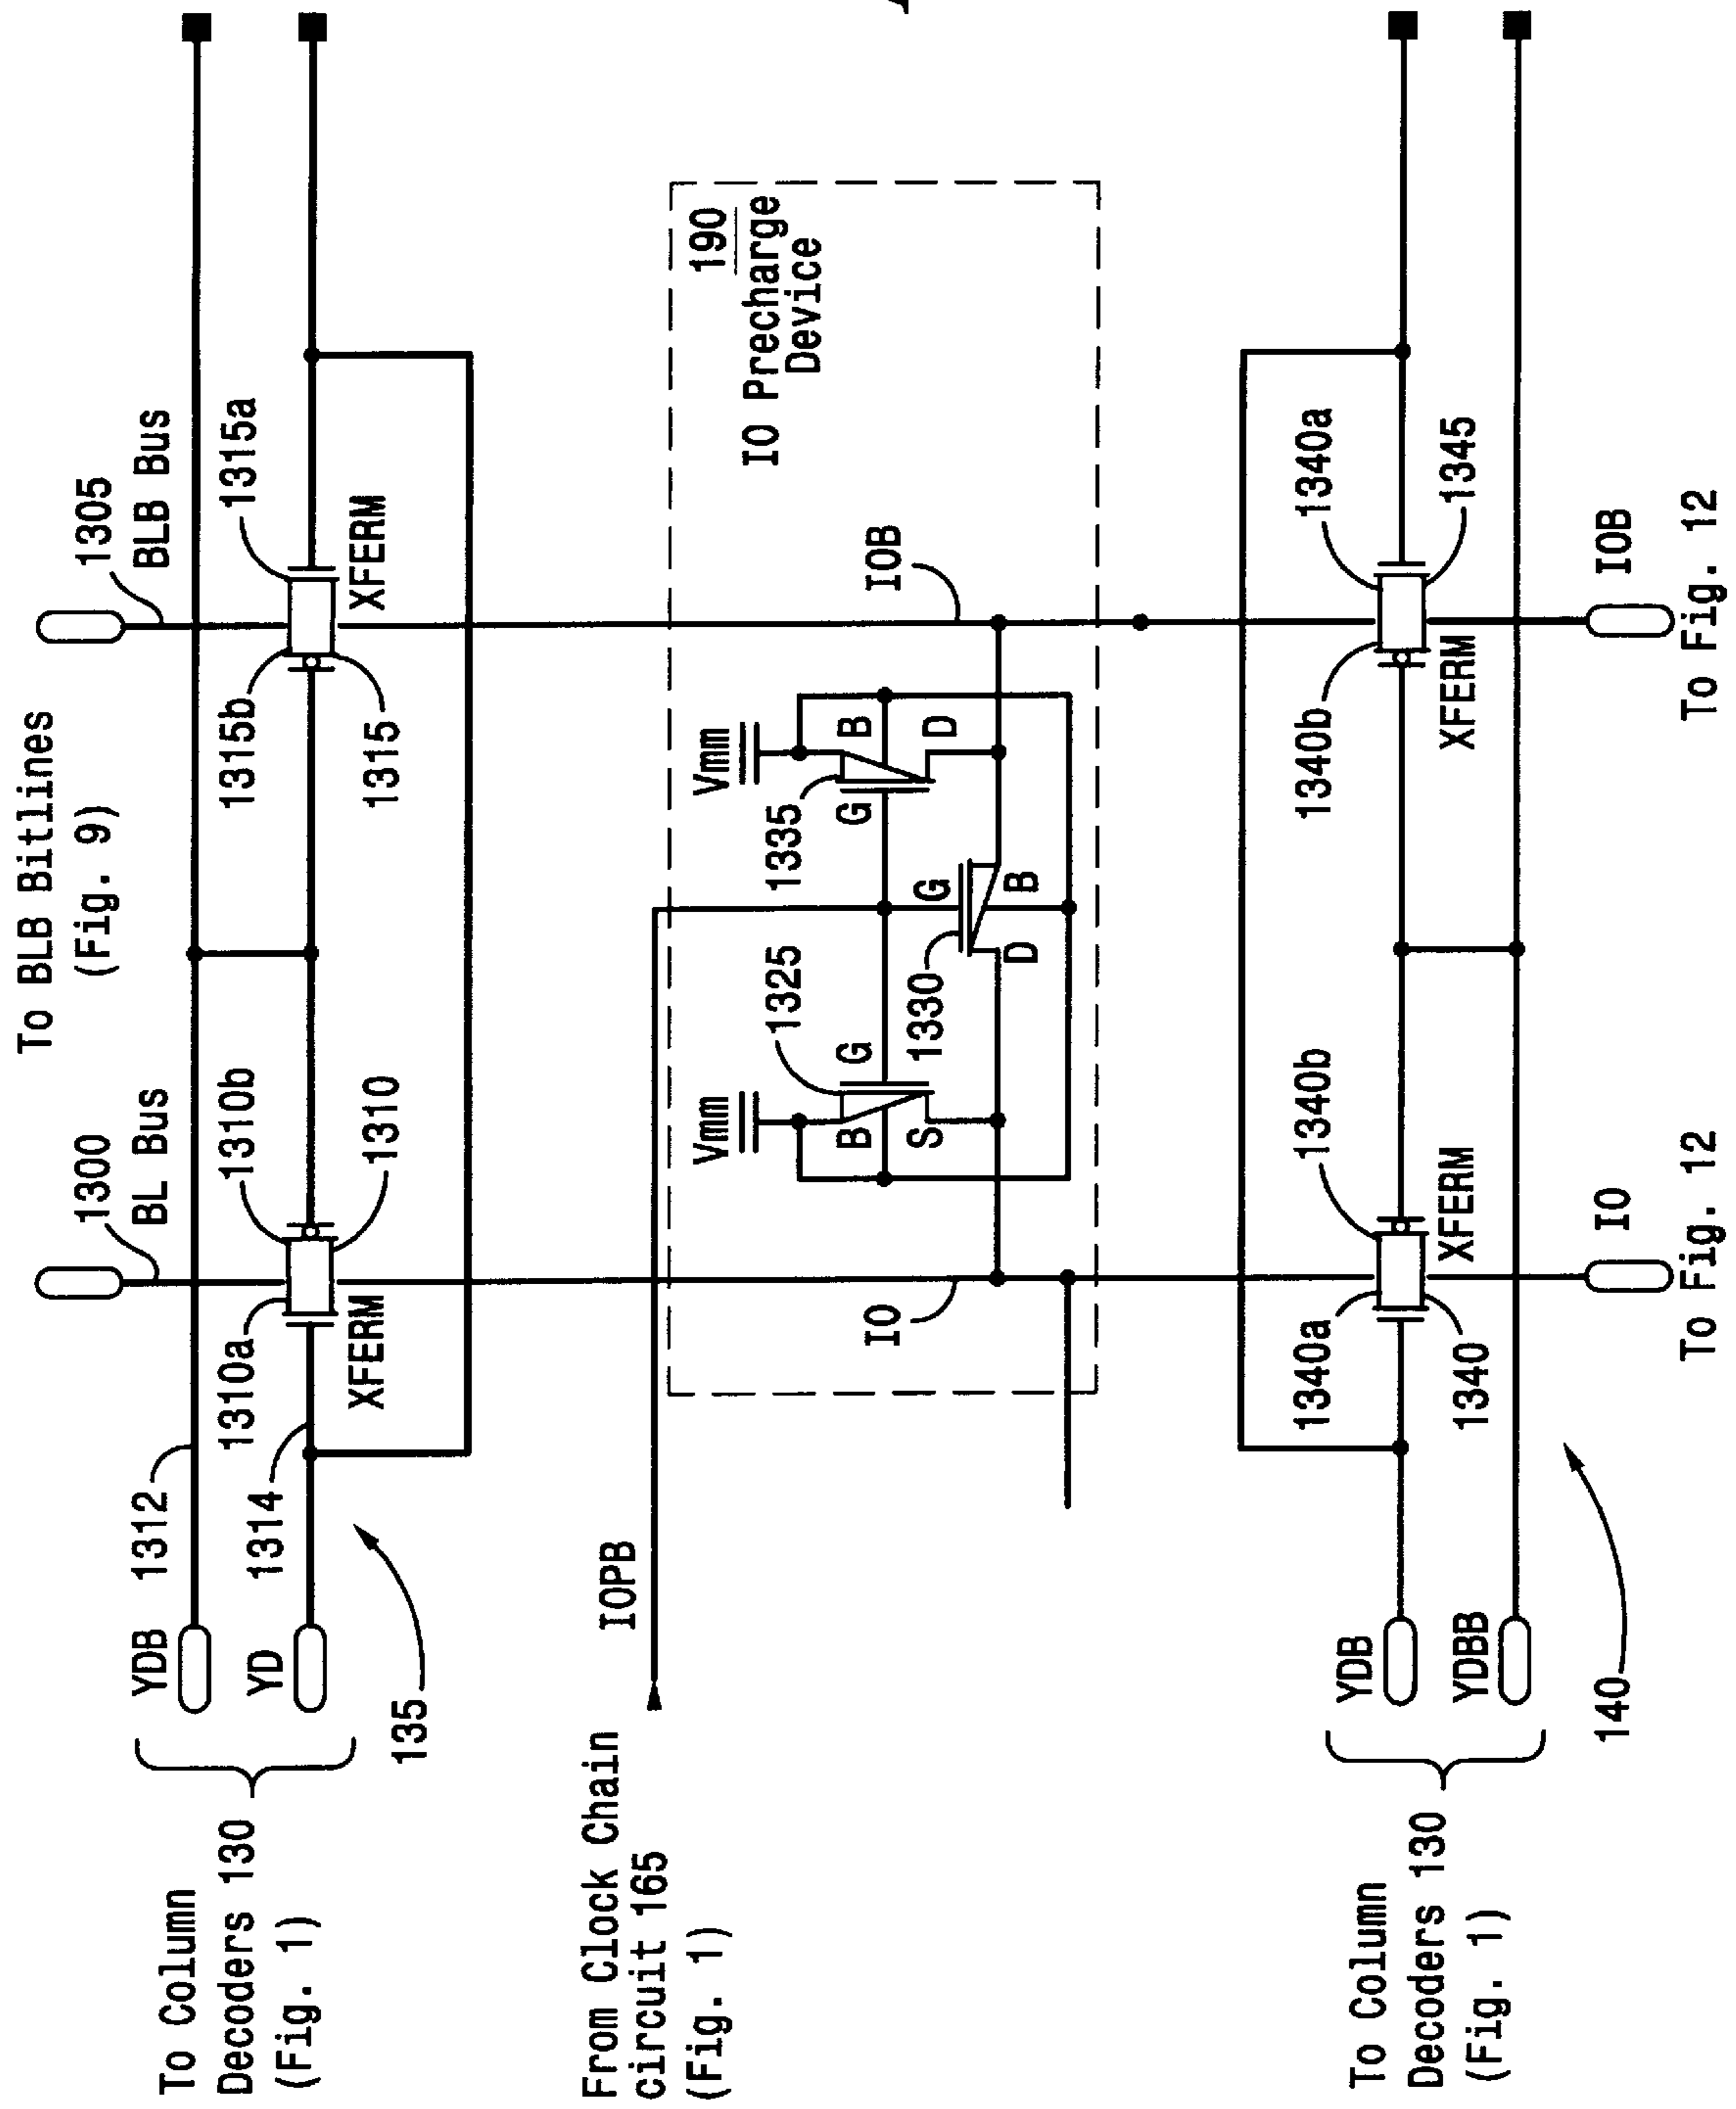 To BLB Bitlines
(Fig. 9)
1300
BL Bus
1305
BLB Bus
YDB
1312
YD
1314
1310a
1310b
1310
XFERM
1315b
1315
1315a
XFERM
To Column
Decoders 130
(Fig. 1)
135
From Clock Chain
circuit 165
(Fig. 1)
IOPB
190
IO Precharge
Device
Vmm
1325
B
G
S
Vmm
1335
G
B
D
1330
G
D
B
IO
IOB
To Column
Decoders 130
(Fig. 1)
YDB
YDBB
140
1340a
1340b
1340
XFERM
1340b
1340a
XFERM
1345
IO
To Fig. 12
IOB
To Fig. 12